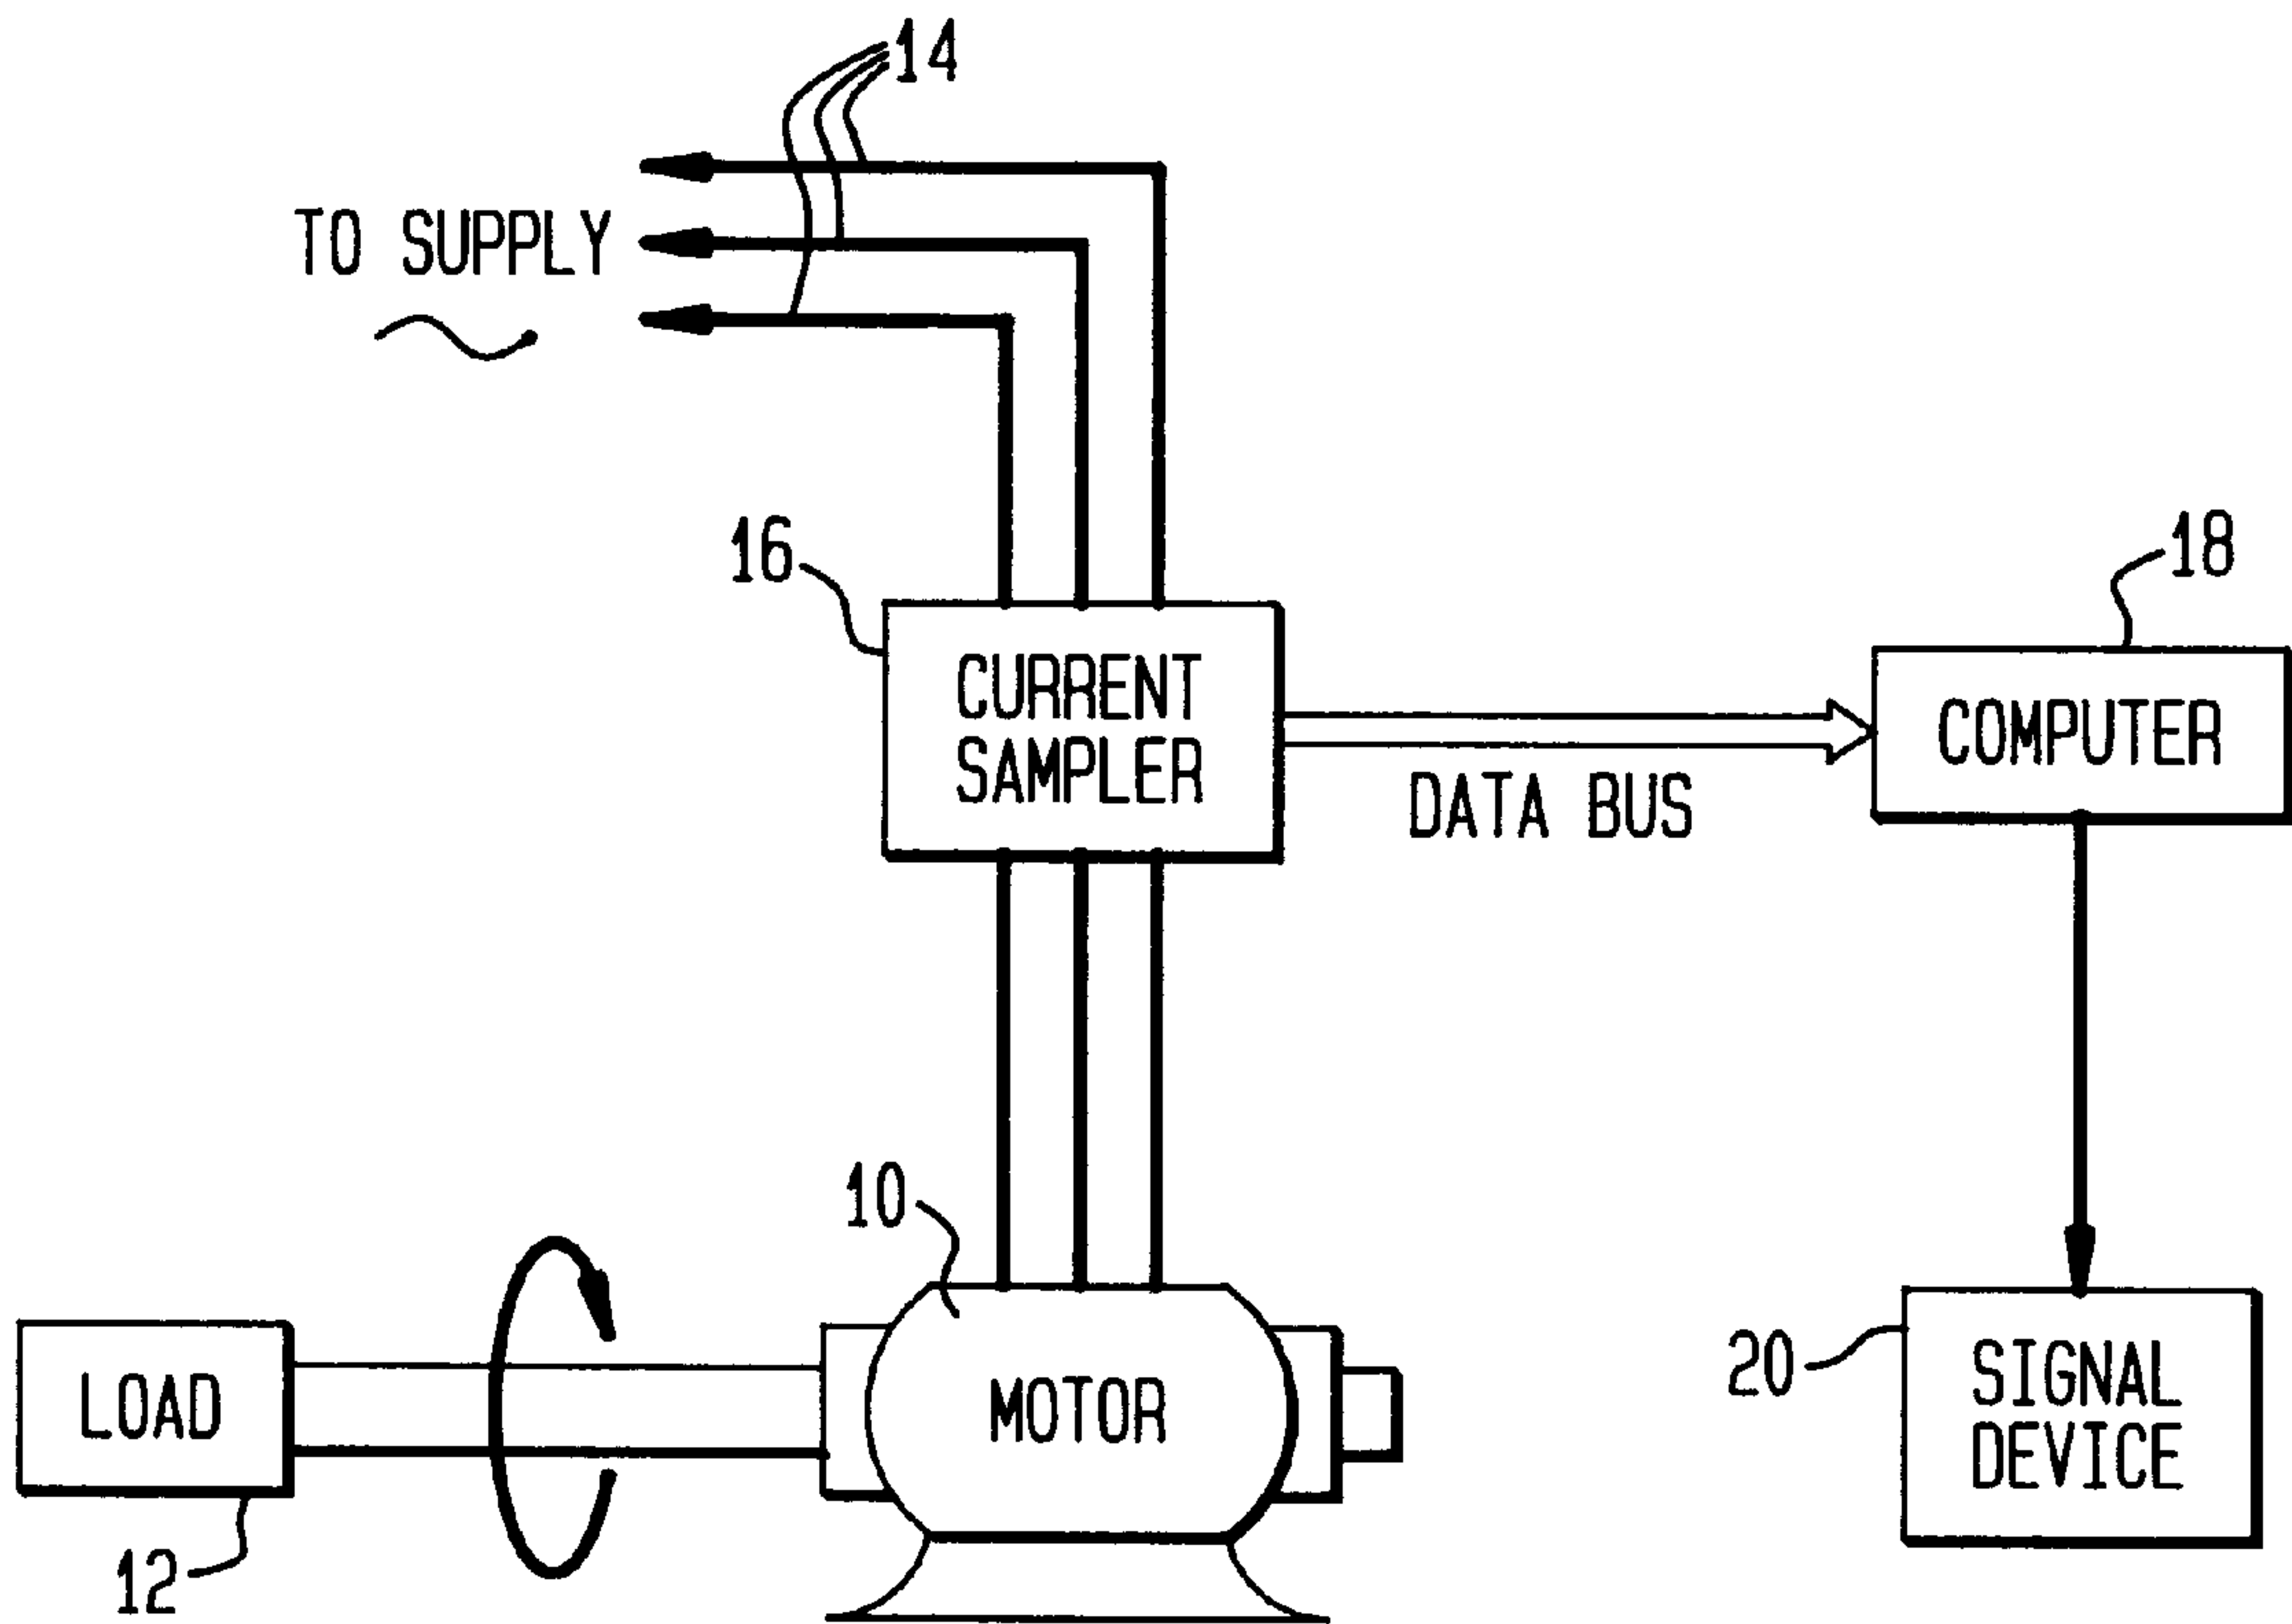 14
TO SUPPLY
16
18
CURRENT
SAMPLER
COMPUTER
DATA BUS
10
LOAD
MOTOR
20
SIGNAL
DEVICE
12